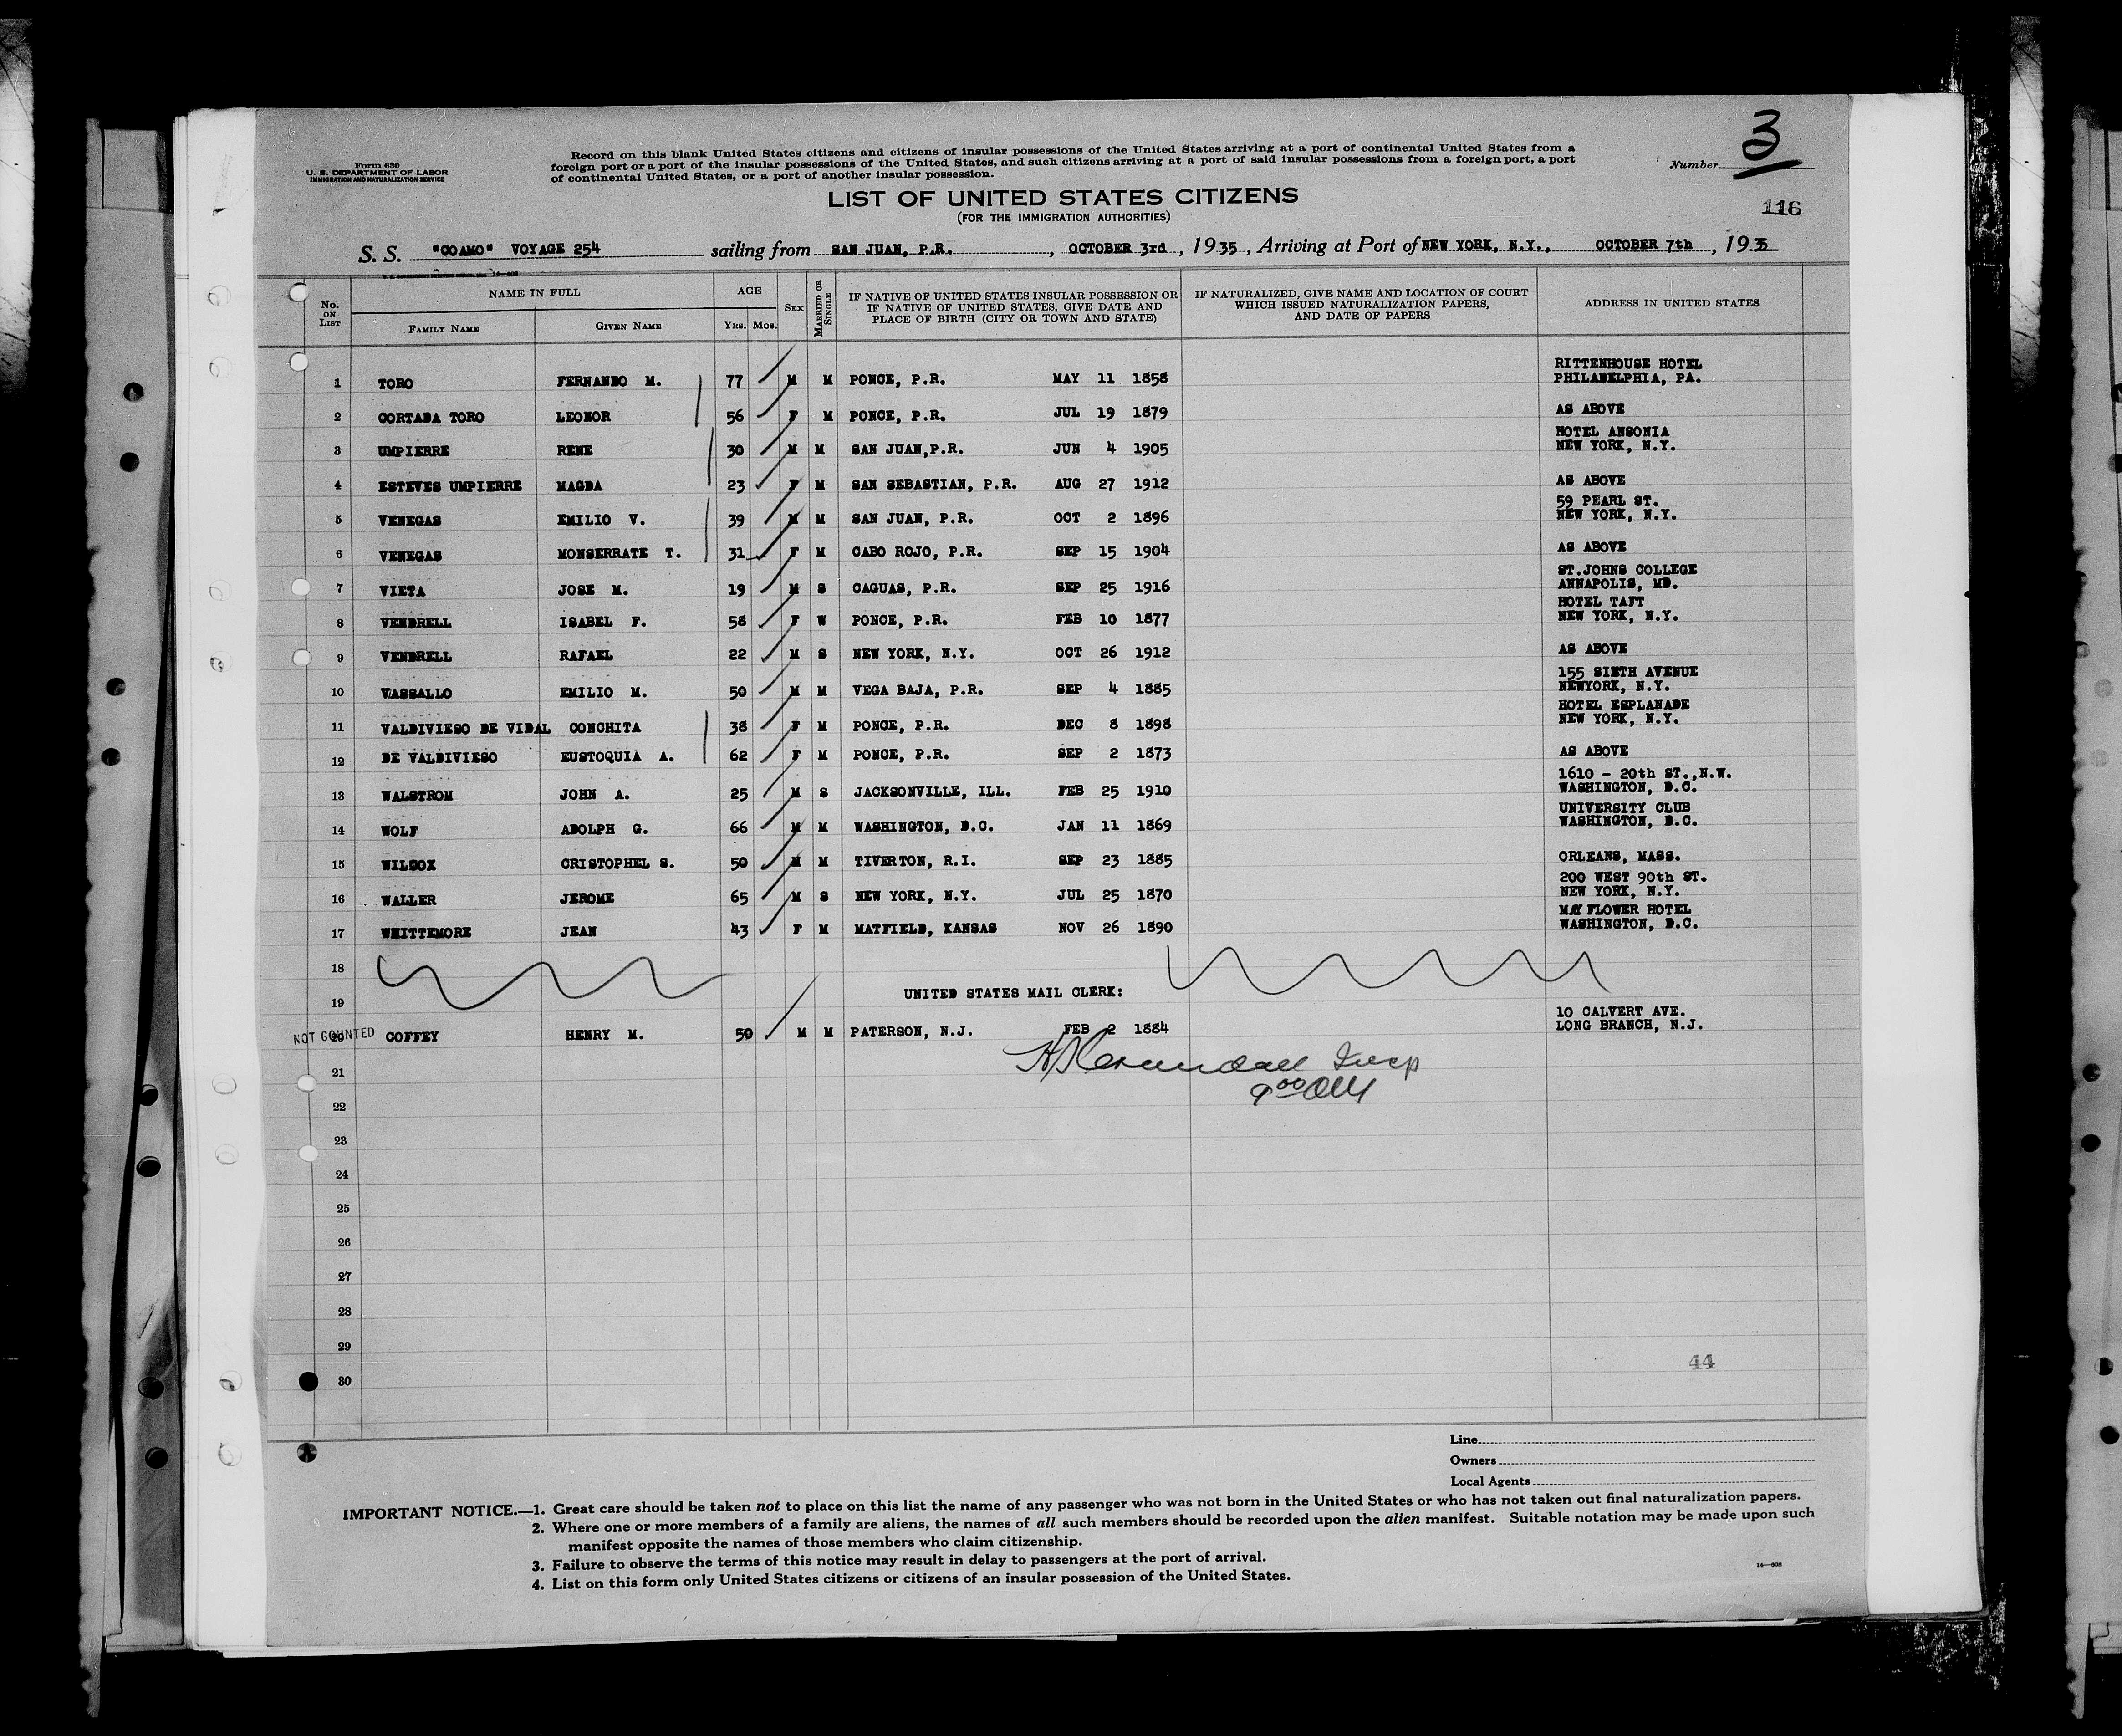 Form 630
U. S. DEPARTMENT OF LABOR
IMMIGRATION AND NATURALIZATION SERVICE
Record on this blank United States citizens and citizens of insular possessions of the United States arriving at a port of continental United States from a
foreign port or a port of the insular possessions of the United States, and such citizens arriving at a port of said insular possessions from a foreign port, a port
of continental United States, or a port of another insular possession.
Number 3
LIST OF UNITED STATES CITIZENS
(FOR THE IMMIGRATION AUTHORITIES)
116
S. S. "COAMO" VOYAGE 254 sailing from SAN JUAN, P.R. , OCTOBER 3rd , 1935 , Arriving at Port of NEW YORK, N.Y., OCTOBER 7th , 1935
No. ON LIST
NAME IN FULL
FAMILY NAME GIVEN NAME
AGE
YRS. MOS.
SEX
MARRIED OR SINGLE
IF NATIVE OF UNITED STATES INSULAR POSSESSION OR
IF NATIVE OF UNITED STATES, GIVE DATE AND
PLACE OF BIRTH (CITY OR TOWN AND STATE)
IF NATURALIZED, GIVE NAME AND LOCATION OF COURT
WHICH ISSUED NATURALIZATION PAPERS,
AND DATE OF PAPERS
ADDRESS IN UNITED STATES
RITTENHOUSE HOTEL
1 TORO FERNANDO M. 77 M M PONCE, P.R. MAY 11 1858 PHILADELPHIA, PA.
2 CORTADA TORO LEONOR 56 F M PONCE, P.R. JUL 19 1879 AS ABOVE
HOTEL ANSONIA
3 UMPIERRE RENE 30 M M SAN JUAN,P.R. JUN 4 1905 NEW YORK, N.Y.
4 ESTEVES UMPIERRE MAGDA 23 F M SAN SEBASTIAN, P.R. AUG 27 1912 AS ABOVE
59 PEARL ST.
5 VENEGAS EMILIO V. 39 M M SAN JUAN, P.R. OCT 2 1896 NEW YORK, N.Y.
6 VENEGAS MONSERRATE T. 31 F M CABO ROJO, P.R. SEP 15 1904 AS ABOVE
ST.JOHNS COLLEGE
7 VIETA JOSE M. 19 M S CAGUAS, P.R. SEP 25 1916 ANNAPOLIS, MD.
HOTEL TAFT
8 VENDRELL ISABEL F. 58 F W PONCE, P.R. FEB 10 1877 NEW YORK, N.Y.
9 VENDRELL RAFAEL 22 M S NEW YORK, N.Y. OCT 26 1912 AS ABOVE
155 SIXTH AVENUE
10 VASSALLO EMILIO M. 50 M M VEGA BAJA, P.R. SEP 4 1885 NEWYORK, N.Y.
HOTEL ESPLANADE
11 VALDIVIESO DE VIDAL CONCHITA 38 F M PONCE, P.R. DEC 8 1898 NEW YORK, N.Y.
12 DE VALDIVIESO EUSTOQUIA A. 62 F M PONCE, P.R. SEP 2 1873 AS ABOVE
1610 - 20th ST.,N.W.
13 WALSTROM JOHN A. 25 M S JACKSONVILLE, ILL. FEB 25 1910 WASHINGTON, D.C.
UNIVERSITY CLUB
14 WOLF ADOLPH G. 66 M M WASHINGTON, D.C. JAN 11 1869 WASHINGTON, D.C.
15 WILCOX CRISTOPHEL S. 50 M M TIVERTON, R.I. SEP 23 1885 ORLEANS, MASS.
200 WEST 90th ST.
16 WALLER JEROME 65 M S NEW YORK, N.Y. JUL 25 1870 NEW YORK, N.Y.
MAYFLOWER HOTEL
17 WHITTEMORE JEAN 43 F M MATFIELD, KANSAS NOV 26 1890 WASHINGTON, D.C.
18
19 UNITED STATES MAIL CLERK:
10 CALVERT AVE.
NOT COUNTED 20 COFFEY HENRY M. 50 M M PATERSON, N.J. FEB 2 1884 LONG BRANCH, N.J.
21 Insp
22 9 00 AM
23
24
25
26
27
28
29
44
30
Line
Owners
Local Agents
IMPORTANT NOTICE.—1. Great care should be taken not to place on this list the name of any passenger who was not born in the United States or who has not taken out final naturalization papers.
2. Where one or more members of a family are aliens, the names of all such members should be recorded upon the alien manifest. Suitable notation may be made upon such
manifest opposite the names of those members who claim citizenship.
3. Failure to observe the terms of this notice may result in delay to passengers at the port of arrival.
4. List on this form only United States citizens or citizens of an insular possession of the United States.